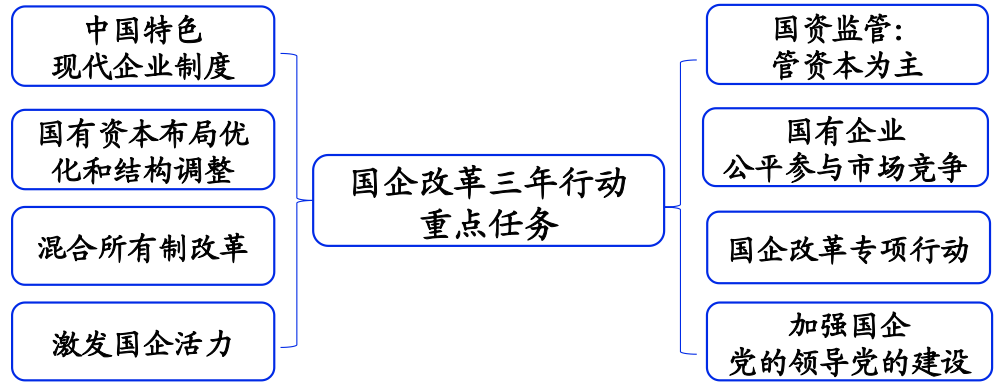 中国特色
现代企业制度
国有资本布局优
化和结构调整
混合所有制改革
激发国企活力
国企改革三年行动
重点任务
国资监管：
管资本为主
国有企业
公平参与市场竞争
国企改革专项行动
加强国企
党的领导党的建设